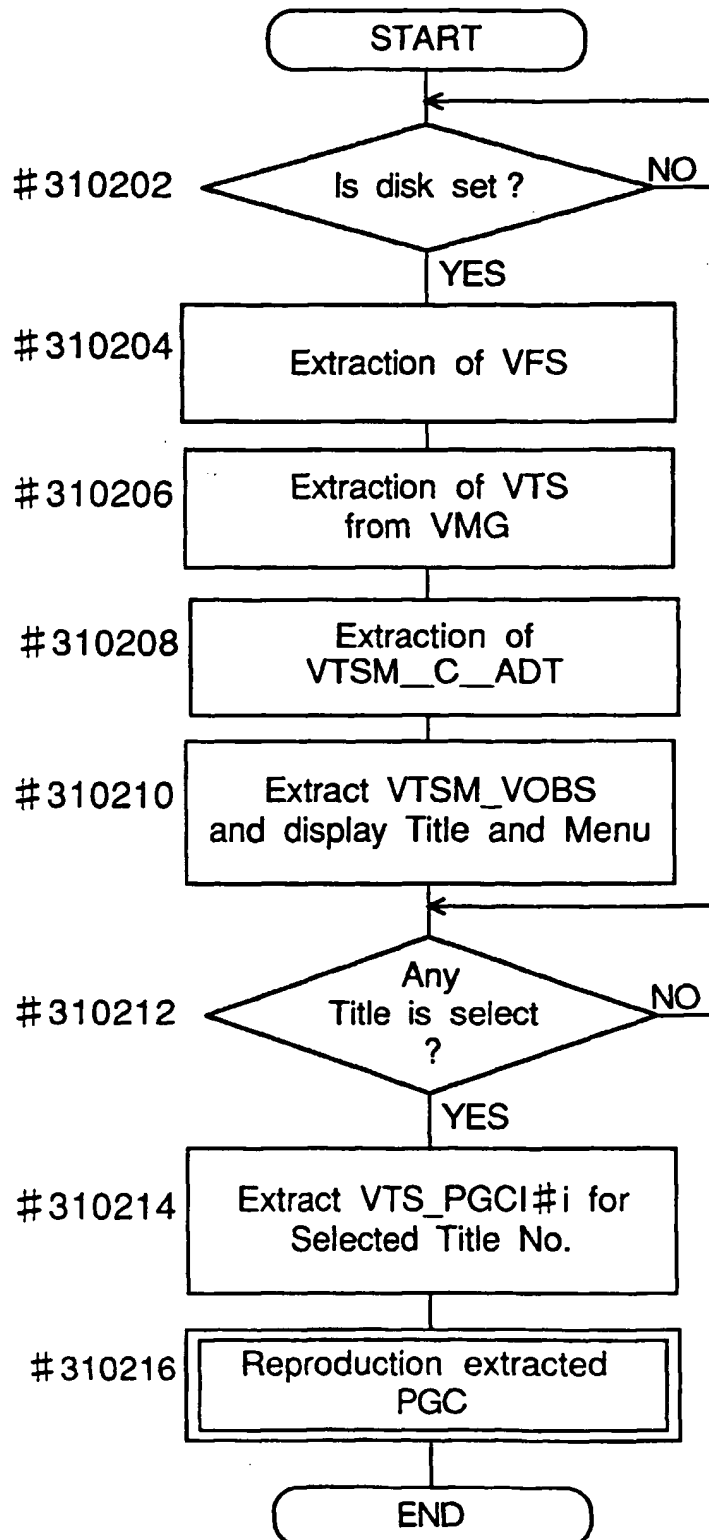 START
#310202
Is disk set ?
NO
YES
#310204
Extraction of VFS
#310206
Extraction of VTS
from VMG
#310208
Extraction of
VTSM__C__ADT
#310210
Extract VTSM_VOBS
and display Title and Menu
#310212
Any
Title is select
?
NO
YES
#310214
Extract VTS_PGCI#i for
Selected Title No.
#310216
Reproduction extracted
PGC
END